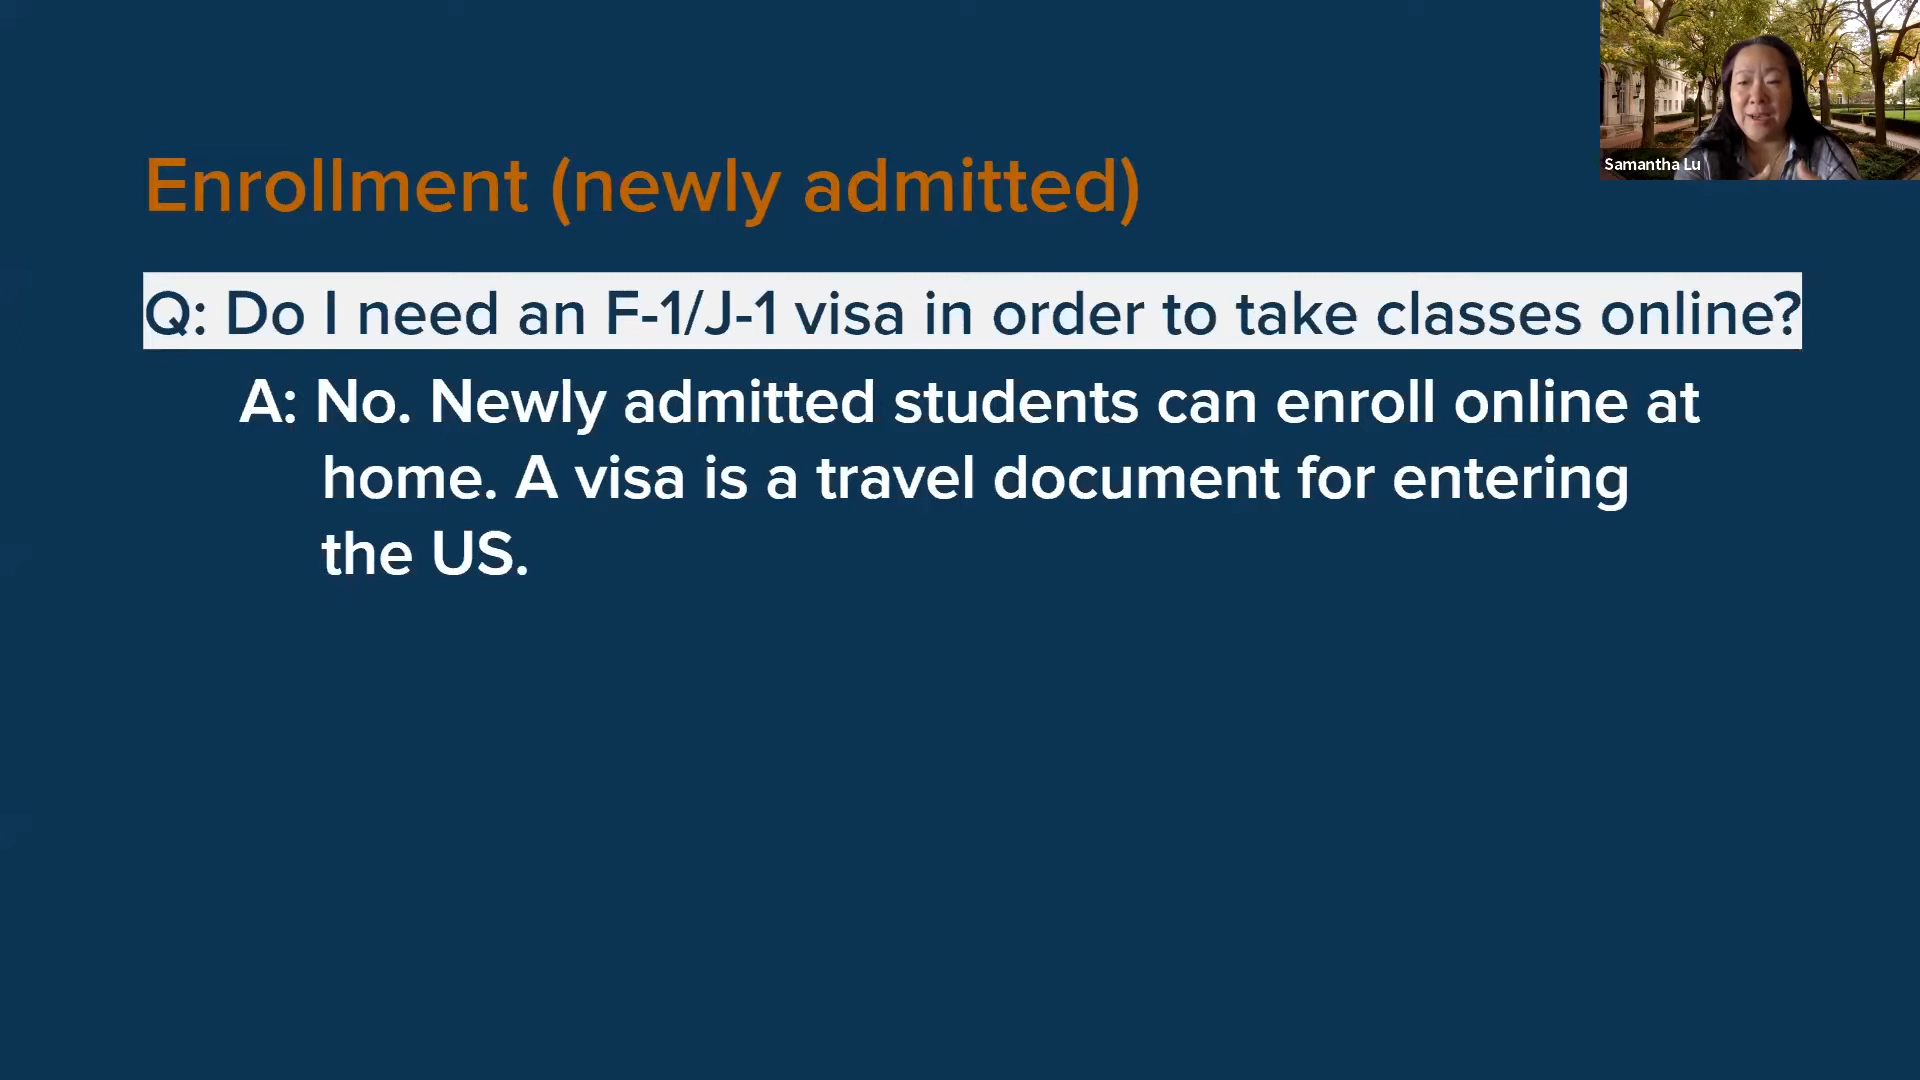 Enrollment (newly admitted)
Samantha Lu
Q: Do I need an F-1/J-1 visa in order to take classes online?
A: No. Newly admitted students can enroll online at
home. A visa is a travel document for entering
the US.